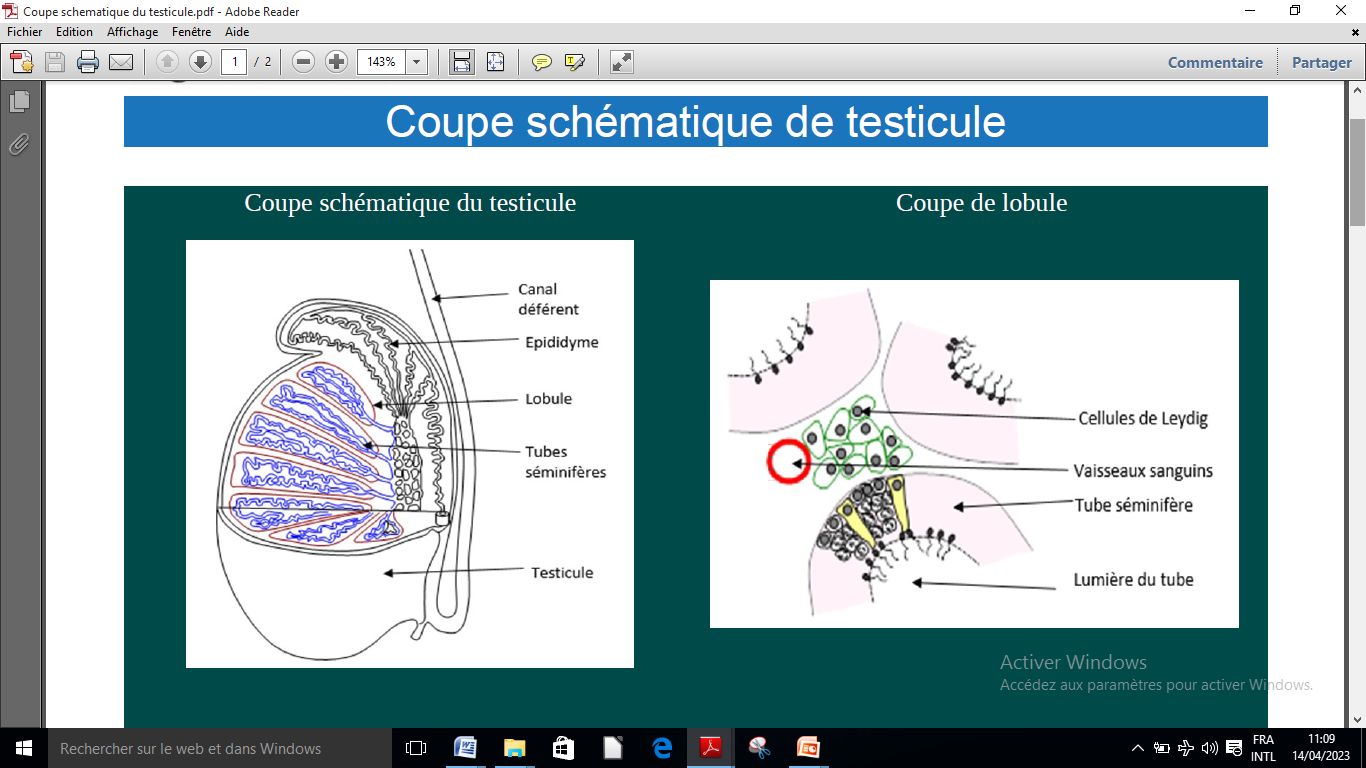 Coupe schematique du testicule.pdf - Adobe Reader
Fichier Edition Affichage Fenêtre Aide
1 / 2 143% Commentaire Partager
Coupe schématique de testicule
Coupe schématique du testicule
Canal
déférent
Epididyme
Lobule
Tubes
séminifères
Testicule
Coupe de lobule
Cellules de Leydig
Vaisseaux sanguins
Tube séminifère
Lumière du tube
Activer Windows
Accédez aux paramètres pour activer Windows.
Rechercher sur le web et dans Windows
FRA
INTL
11:09
14/04/2023